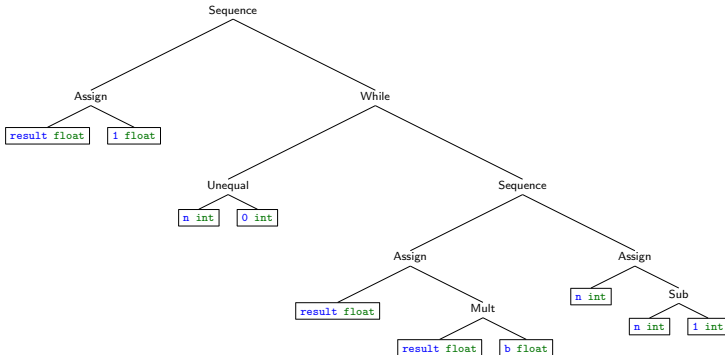 Sequence
Assign While
result float 1 float
Unequal Sequence
n int 0 int
Assign Assign
result float Mult n int Sub
result float b float n int 1 int